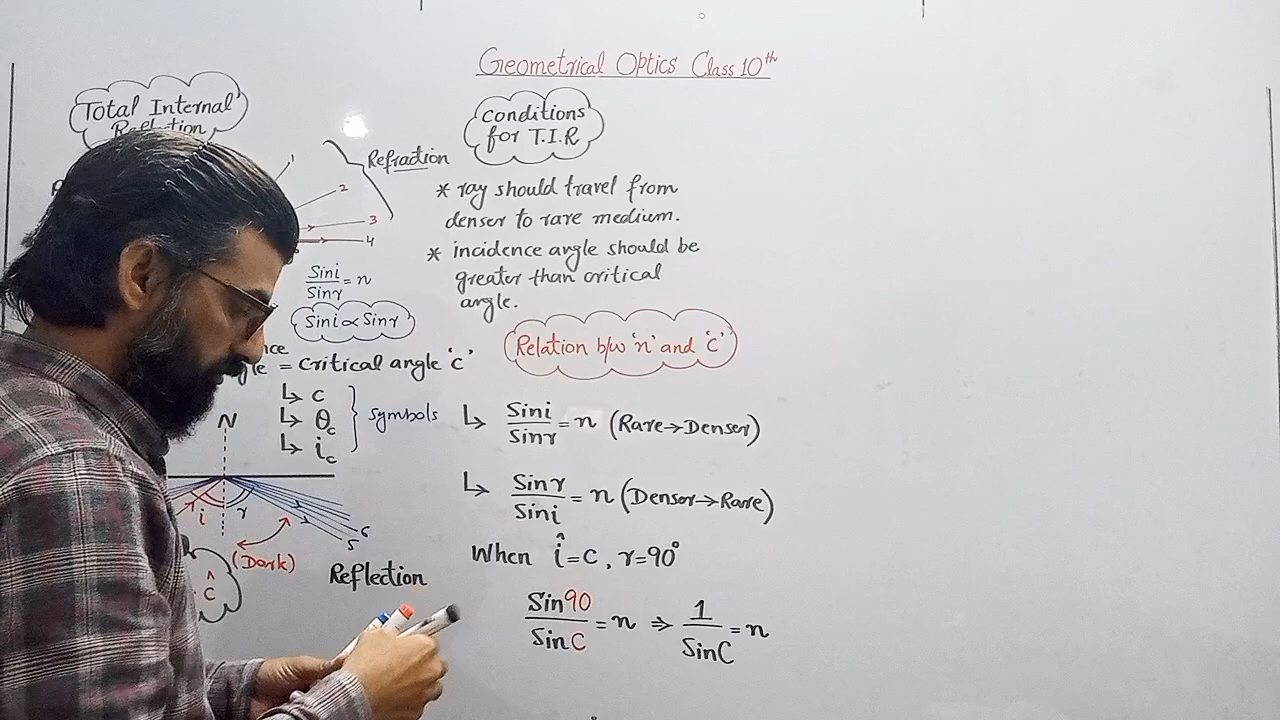 Geometrical Optics Class 10th
Total Internal
Reflection
1
2
3
4
Refraction
Sini/Sinr = n
Sini ∝ Sinr
= critical angle 'c'
↳ c
↳ θc
↳ ic
Symbols
N
i
r
5
6
(Dark)
ĉ
Reflection
Conditions
for T.I.R
* ray should travel from
denser to rare medium.
* incidence angle should be
greater than critical
angle.
Relation b/w 'n' and 'c'
↳ Sini/Sinr = n (Rare→Denser)
↳ Sinr/Sini = n (Denser→Rare)
When î=c, r=90°
Sin90/SinC = n ⇒ 1/SinC = n